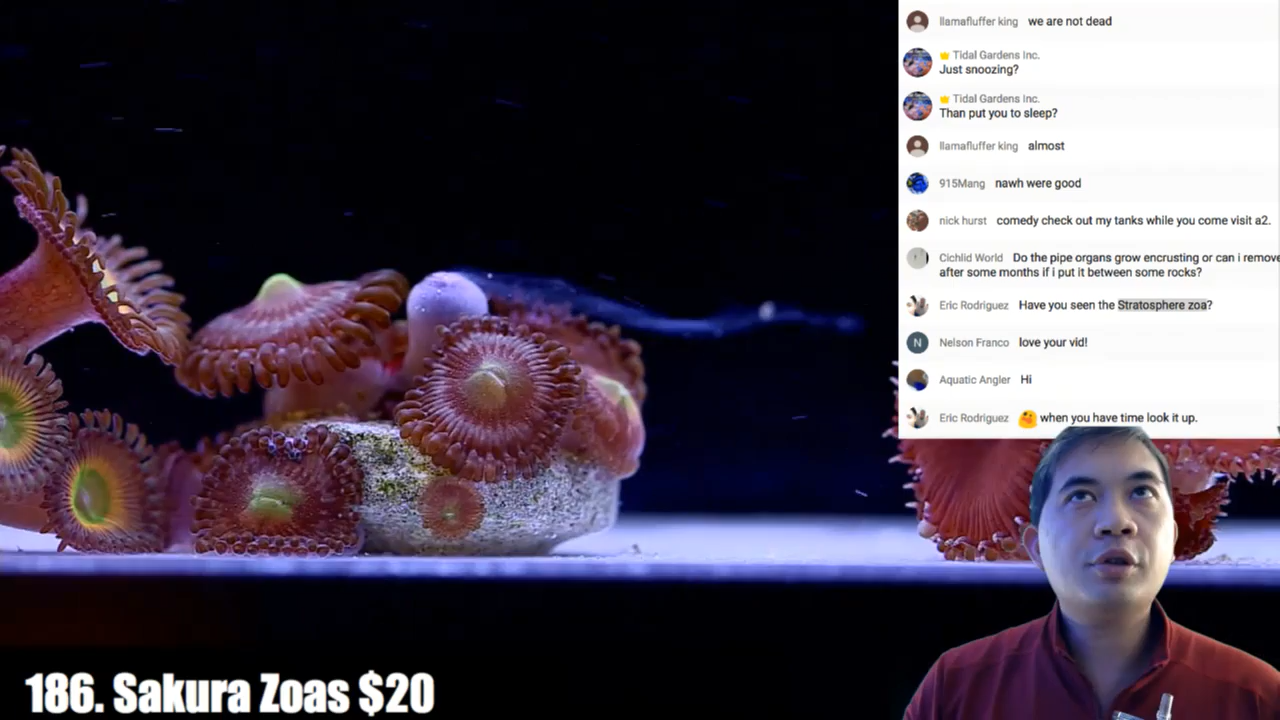 llamafluffer king we are not dead
Tidal Gardens Inc.
Just snoozing?
Tidal Gardens Inc.
Than put you to sleep?
llamafluffer king almost
915Mang nawh were good
nick hurst comedy check out my tanks while you come visit a2.
Cichlid World Do the pipe organs grow encrusting or can i remove
after some months if i put it between some rocks?
Eric Rodriguez Have you seen the Stratosphere zoa?
N Nelson Franco love your vid!
Aquatic Angler Hi
Eric Rodriguez when you have time look it up.
186. Sakura Zoas $20